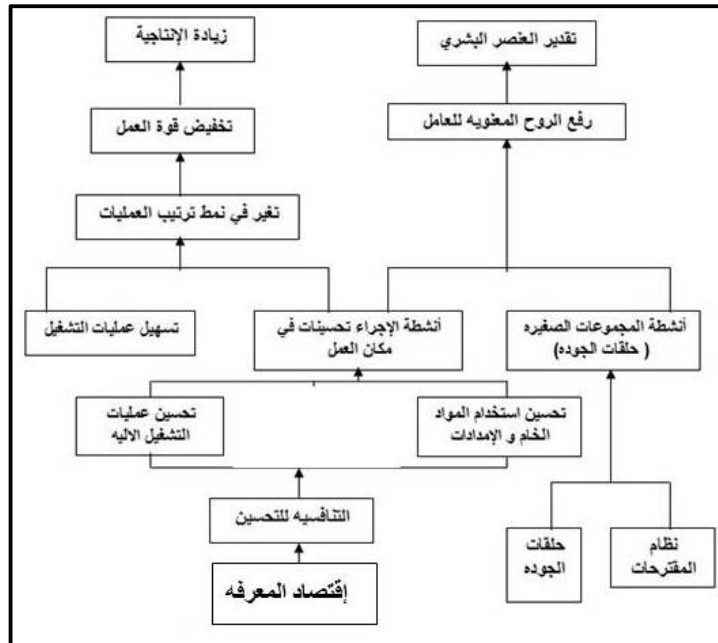 زيادة الإنتاجية
تقدير العنصر البشري
تخفيض قوة العمل
رفع الروح المعنويه للعامل
تغير في نمط ترتيب العمليات
أنشطة المجموعات الصغيره
( حلقات الجوده)
أنشطة الإجراء تحسينات في
مكان العمل
تسهيل عمليات التشغيل
تحسين استخدام المواد
الخام و الإمدادات
تحسين عمليات
التشغيل الاليه
التنافسيه للتحسين
نظام
المقترحات
حلقات
الجوده
إقتصاد المعرفه